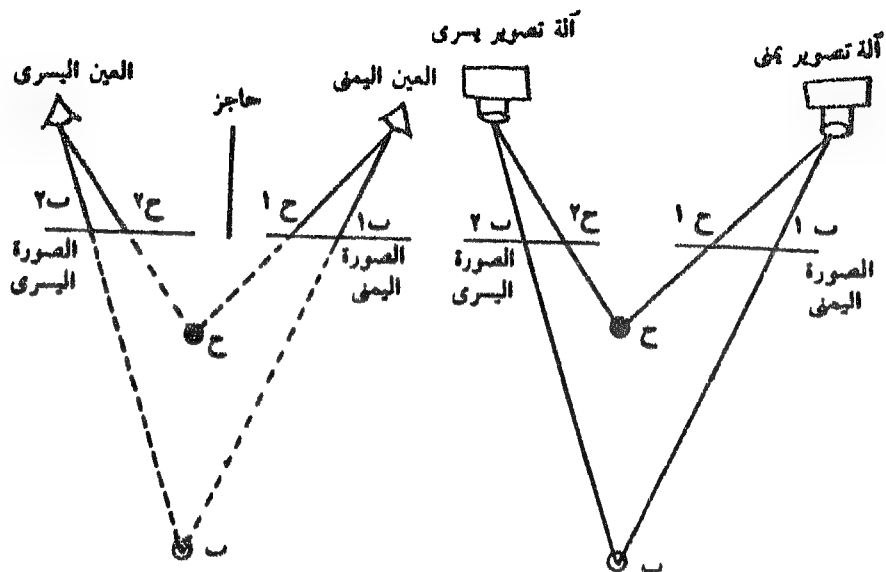 آلة تصوير يسرى
آلة تصوير يمنى
العين اليمنى
العين اليسرى
حاجز
ب ١
ح ١
ح٢
ب ٢
ب١
ح ١
ح٢
ب٢
الصورة
اليمنى
الصورة
اليسرى
الصورة
اليمنى
الصورة
اليسرى
ح
ح
ب
ب